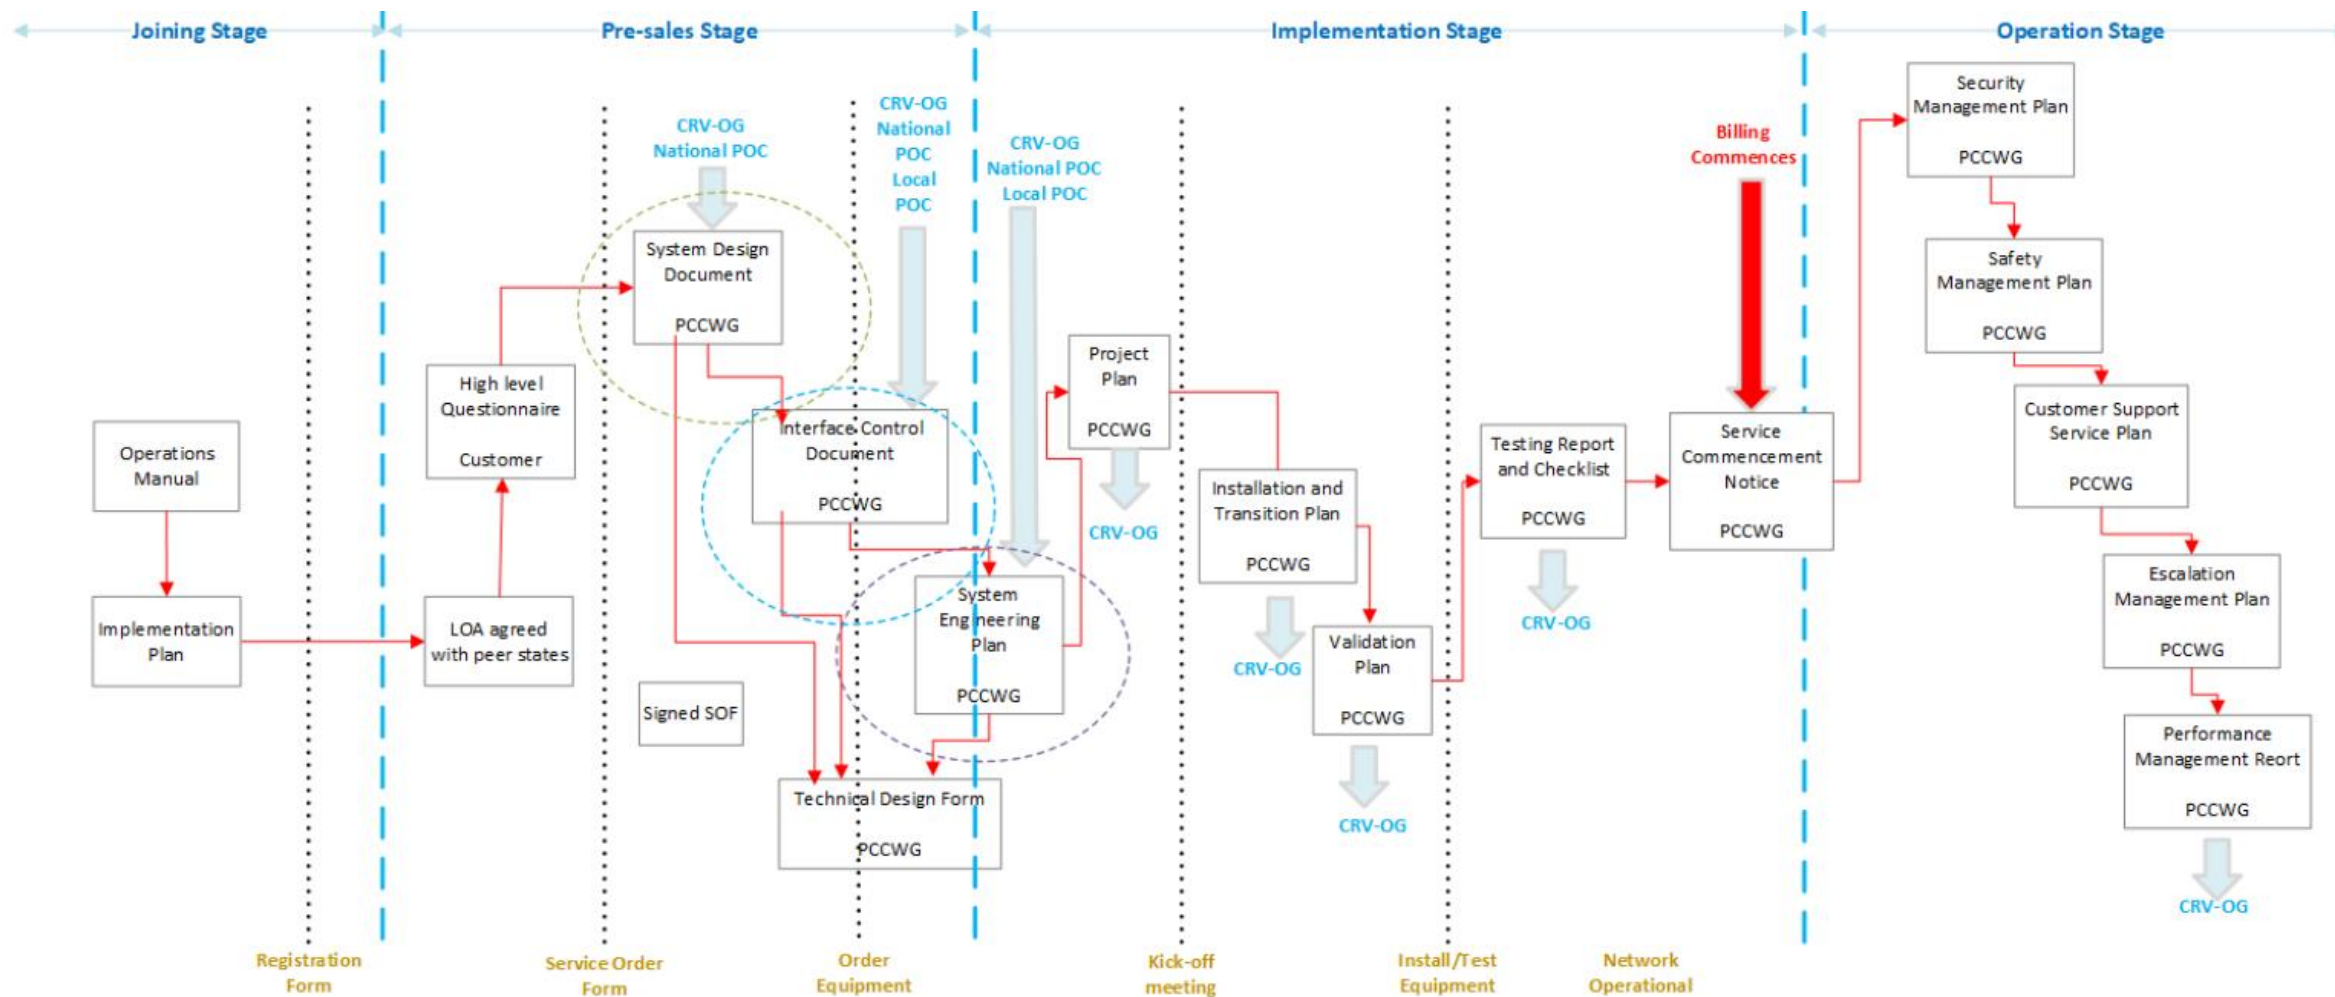 Joining Stage
Pre-sales Stage
Implementation Stage
Operation Stage
Operations
Manual
Implementation
Plan
High level
Questionnaire
Customer
LOA agreed
with peer states
CRV-OG
National POC
System Design
Document
PCCWG
CRV-OG
National
POC
Local
POC
Interface Control
Document
PCCWG
CRV-OG
National POC
Local POC
System
Engineering
Plan
PCCWG
Signed SOF
Technical Design Form
PCCWG
Project
Plan
PCCWG
CRV-OG
Installation and
Transition Plan
PCCWG
CRV-OG
Validation
Plan
PCCWG
CRV-OG
Testing Report
and Checklist
PCCWG
CRV-OG
Billing
Commences
Service
Commencement
Notice
PCCWG
Security
Management Plan
PCCWG
Safety
Management Plan
PCCWG
Customer Support
Service Plan
PCCWG
Escalation
Management Plan
PCCWG
Performance
Management Reort
PCCWG
CRV-OG
Registration
Form
Service Order
Form
Order
Equipment
Kick-off
meeting
Install/Test
Equipment
Network
Operational